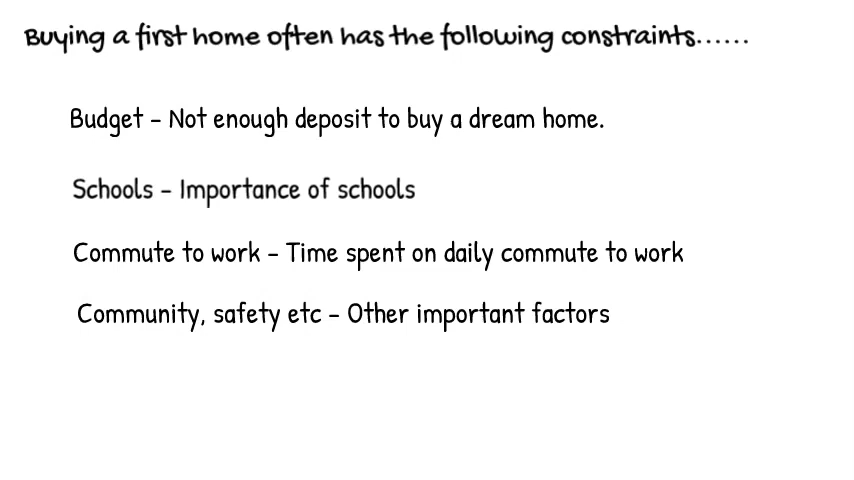 Buying a first home often has the following constraints......
Budget - Not enough deposit to buy a dream home.
Schools - Importance of schools
Commute to work - Time spent on daily commute to work
Community, safety etc - Other important factors